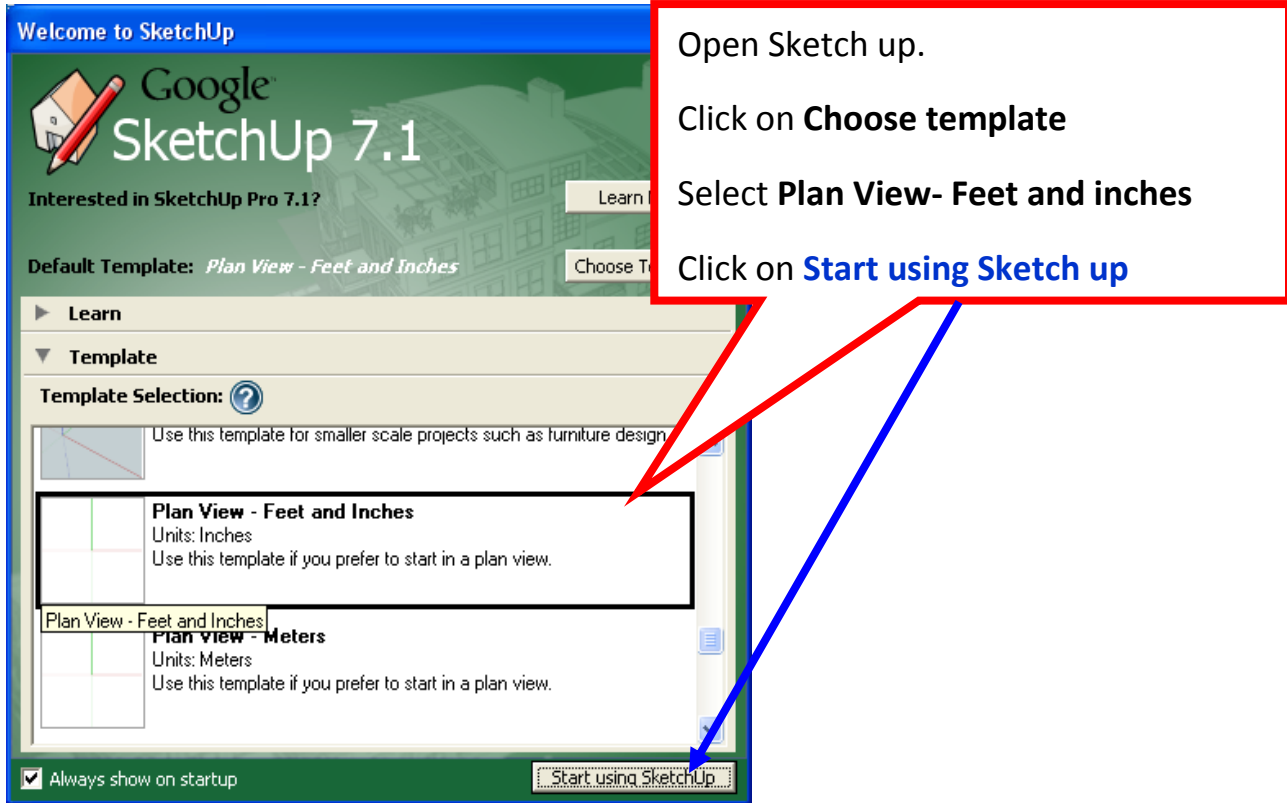 Welcome to SketchUp
Google
SketchUp 7.1
Interested in SketchUp Pro 7.1?
Learn
Default Template: Plan View - Feet and Inches
Choose
Learn
Template
Template Selection:
Use this template for smaller scale projects such as furniture design
Plan View - Feet and Inches
Units: Inches
Use this template if you prefer to start in a plan view.
Plan View - Feet and Inches
Plan View - Meters
Units: Meters
Use this template if you prefer to start in a plan view.
Always show on startup
Start using SketchUp
Open Sketch up.
Click on Choose template
Select Plan View- Feet and inches
Click on Start using Sketch up